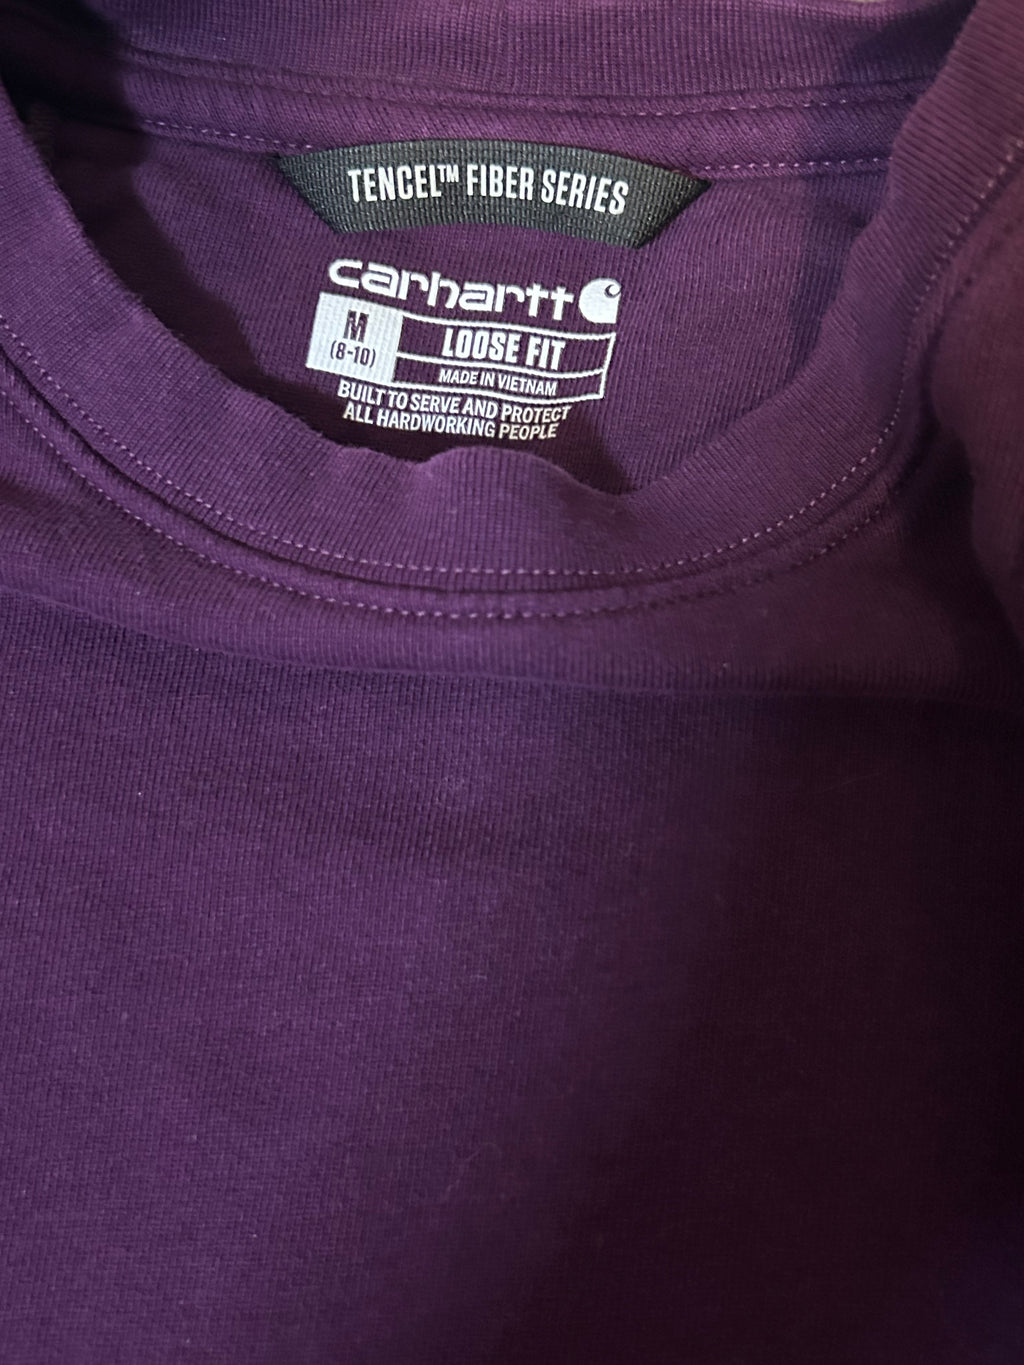 TENCEL™ FIBER SERIES
carhartt
M
(8-10)
LOOSE FIT
MADE IN VIETNAM
BUILT TO SERVE AND PROTECT
ALL HARDWORKING PEOPLE